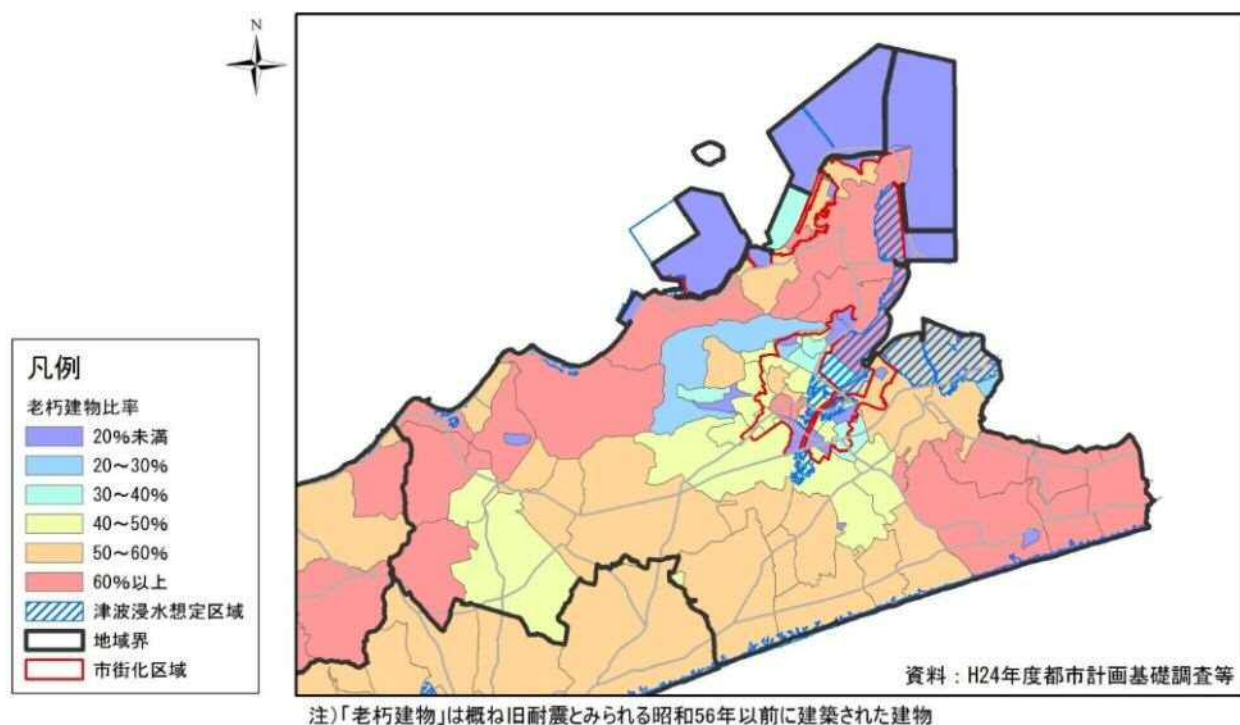 N
凡例
老朽建物比率
20%未満
20～30%
30～40%
40～50%
50～60%
60%以上
津波浸水想定区域
地域界
市街化区域
資料：H24年度都市計画基礎調査等
注）「老朽建物」は概ね旧耐震とみられる昭和56年以前に建築された建物